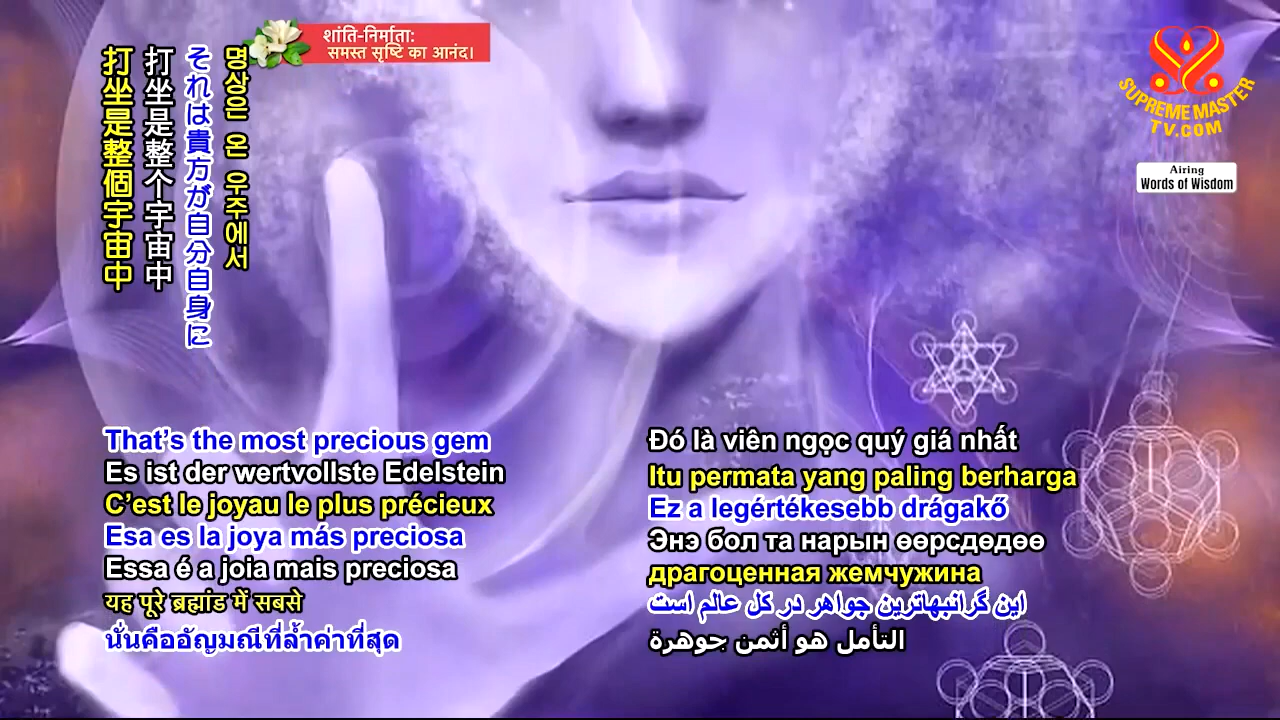 शांति-निर्माता:
समस्त सृष्टि का आनंद।
SUPREME MASTER
TV.COM
Airing
Words of Wisdom
명상은 온 우주에서
それは貴方が自分自身に
打坐是整个宇宙中
打坐是整個宇宙中
That's the most precious gem
Es ist der wertvollste Edelstein
C'est le joyau le plus précieux
Esa es la joya más preciosa
Essa é a joia mais preciosa
यह पूरे ब्रह्मांड में सबसे
นั่นคืออัญมณีที่ล้ำค่าที่สุด
Đó là viên ngọc quý giá nhất
Itu permata yang paling berharga
Ez a legértékesebb drágakő
Энэ бол та нарын өөрсдөдөө
драгоценная жемчужина
این گرانبهاترین جواهر در کل عالم است
التأمل هو أثمن جوهرة